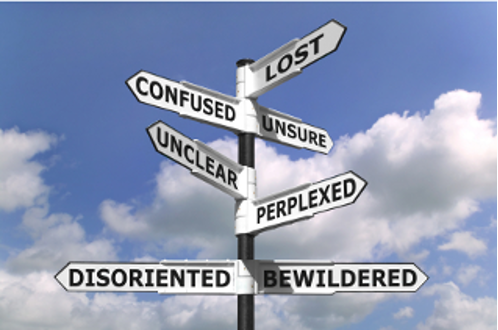 LOST
CONFUSED
UNSURE
UNCLEAR
PERPLEXED
DISORIENTED
BEWILDERED